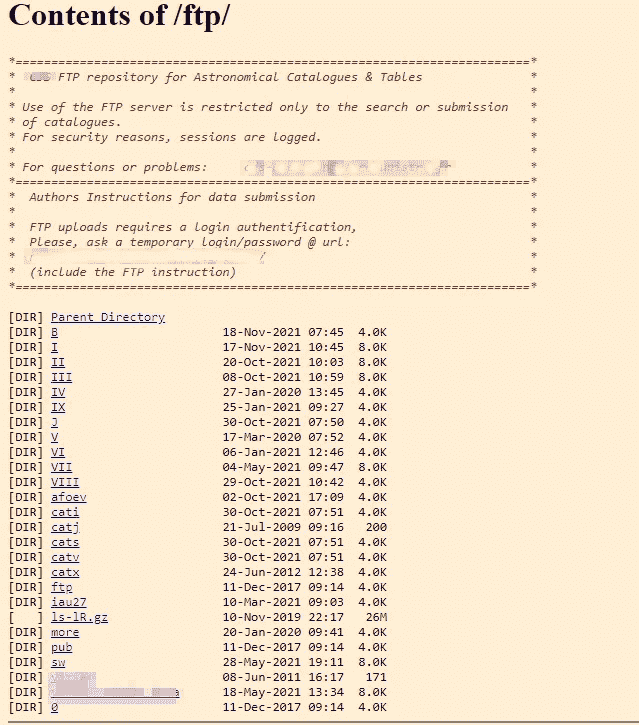 Contents of /ftp/
*========================================================================*
* FTP repository for Astronomical Catalogues & Tables *
* *
* Use of the FTP server is restricted only to the search or submission *
* of catalogues. *
* For security reasons, sessions are logged. *
* *
* For questions or problems: *
*========================================================================*
* Authors Instructions for data submission *
* *
* FTP uploads requires a login authentification, *
* Please, ask a temporary login/password @ url: *
* / *
* (include the FTP instruction) *
*========================================================================*
[DIR] Parent Directory
[DIR] B 18-Nov-2021 07:45 4.0K
[DIR] I 17-Nov-2021 10:45 8.0K
[DIR] II 20-Oct-2021 10:03 8.0K
[DIR] III 08-Oct-2021 10:59 8.0K
[DIR] IV 27-Jan-2020 13:45 4.0K
[DIR] IX 25-Jan-2021 09:27 4.0K
[DIR] J 30-Oct-2021 07:50 4.0K
[DIR] V 17-Mar-2020 07:52 4.0K
[DIR] VI 06-Jan-2021 12:46 4.0K
[DIR] VII 04-May-2021 09:47 8.0K
[DIR] VIII 29-Oct-2021 10:42 4.0K
[DIR] afoev 02-Oct-2021 17:09 4.0K
[DIR] cati 30-Oct-2021 07:51 4.0K
[DIR] catj 21-Jul-2009 09:16 200
[DIR] cats 30-Oct-2021 07:51 4.0K
[DIR] catv 30-Oct-2021 07:51 4.0K
[DIR] catx 24-Jun-2012 12:38 4.0K
[DIR] ftp 11-Dec-2017 09:14 4.0K
[DIR] iau27 10-Mar-2021 09:03 4.0K
[ ] ls-lR.gz 10-Nov-2019 22:17 26M
[DIR] more 20-Jan-2020 09:41 4.0K
[DIR] pub 11-Dec-2017 09:14 4.0K
[DIR] sw 28-May-2021 19:11 8.0K
[DIR] 08-Jun-2011 16:17 171
[DIR] 18-May-2021 13:34 8.0K
[DIR] 0 11-Dec-2017 09:14 4.0K